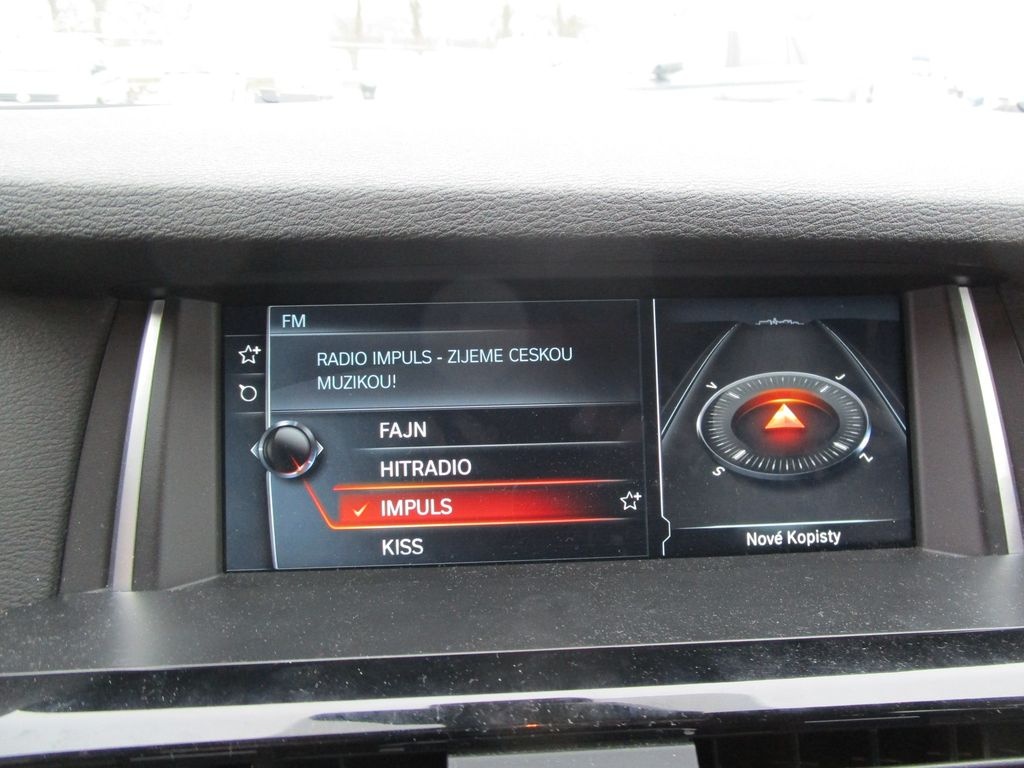 FM
RADIO IMPULS - ZIJEME CESKOU
MUZIKOU!
FAJN
HITRADIO
IMPULS
KISS
V
J
S
Z
Nové Kopisty